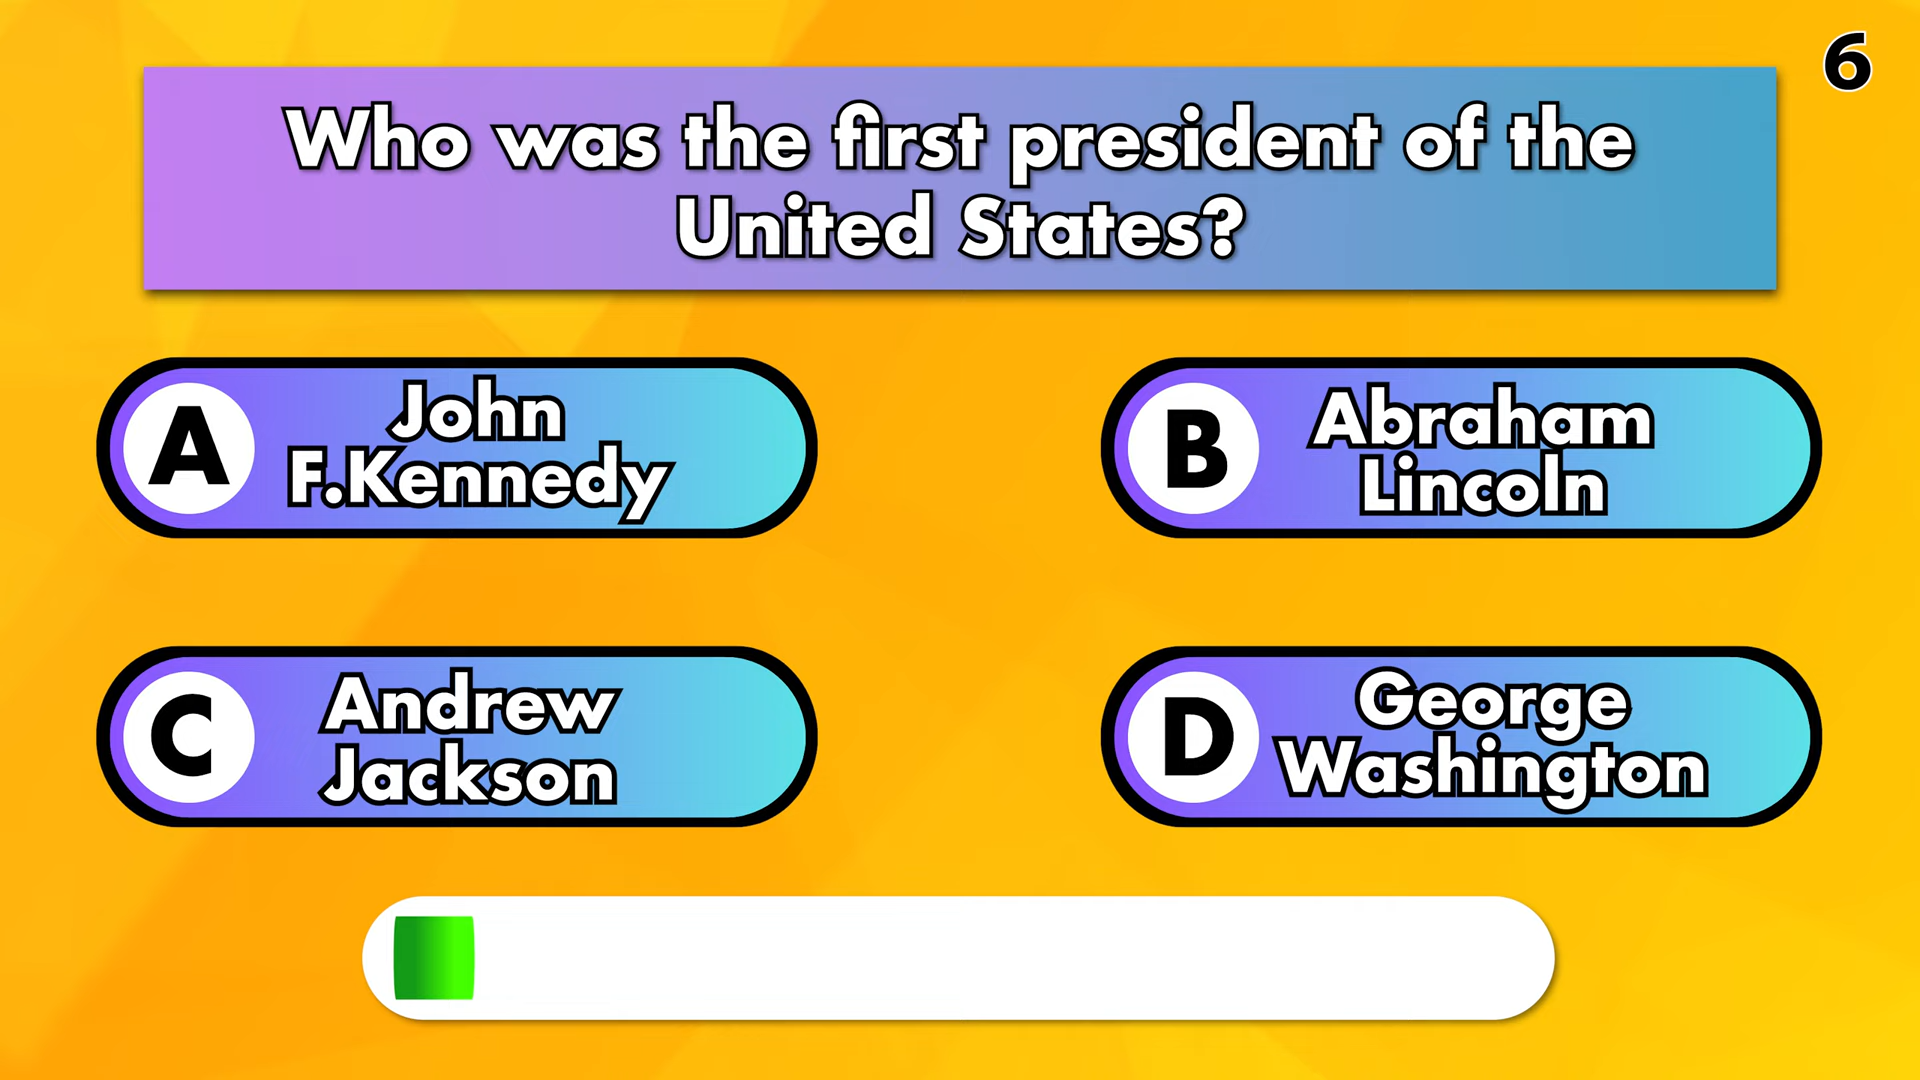 6
Who was the first president of the
United States?
A
John
F.Kennedy
B
Abraham
Lincoln
C
Andrew
Jackson
D
George
Washington